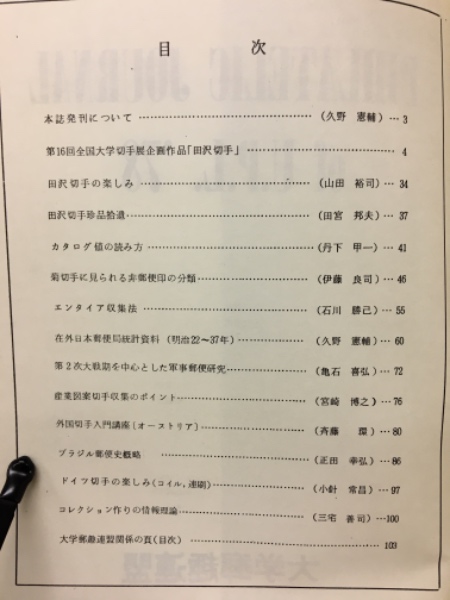 目次
本誌発刊について (久野 憲輔) 3
第16回全国大学切手展企画作品「田沢切手」 4
田沢切手の楽しみ (山田 裕司) 34
田沢切手珍品拾遺 (田宮 邦夫) 37
カタログ値の読み方 (丹下 甲一) 41
菊切手に見られる非郵便印の分類 (伊藤 良司) 46
エンタイア収集法 (石川 勝己) 55
在外日本郵便局統計資料 (明治22〜37年) (久野 憲輔) 60
第2次大戦期を中心とした軍事郵便研究 (亀石 喜弘) 72
産業図案切手収集のポイント (宮崎 博之) 76
外国切手入門講座 (オーストリア) (斉藤 環) 80
ブラジル郵便史概略 (正田 幸弘) 86
ドイツ切手の楽しみ (コイル, 連刷) (小針 常昌) 97
コレクション作りの情報理論 (三宅 善司) 100
大学郵趣連習関係の頁 (目次) 103